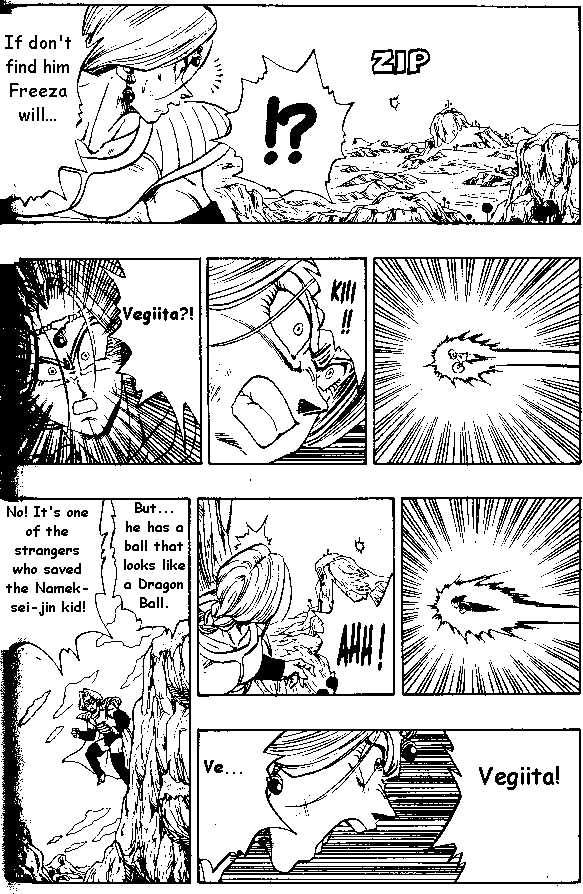 If don't
find him
Freeza
will...
!?
ZIP
Vegiita?!
KIII
!!
No! It's one
of the
strangers
who saved
the Namek-
sei-jin kid!
But...
he has a
ball that
looks like
a Dragon
Ball.
AHH!
Ve...
Vegiita!